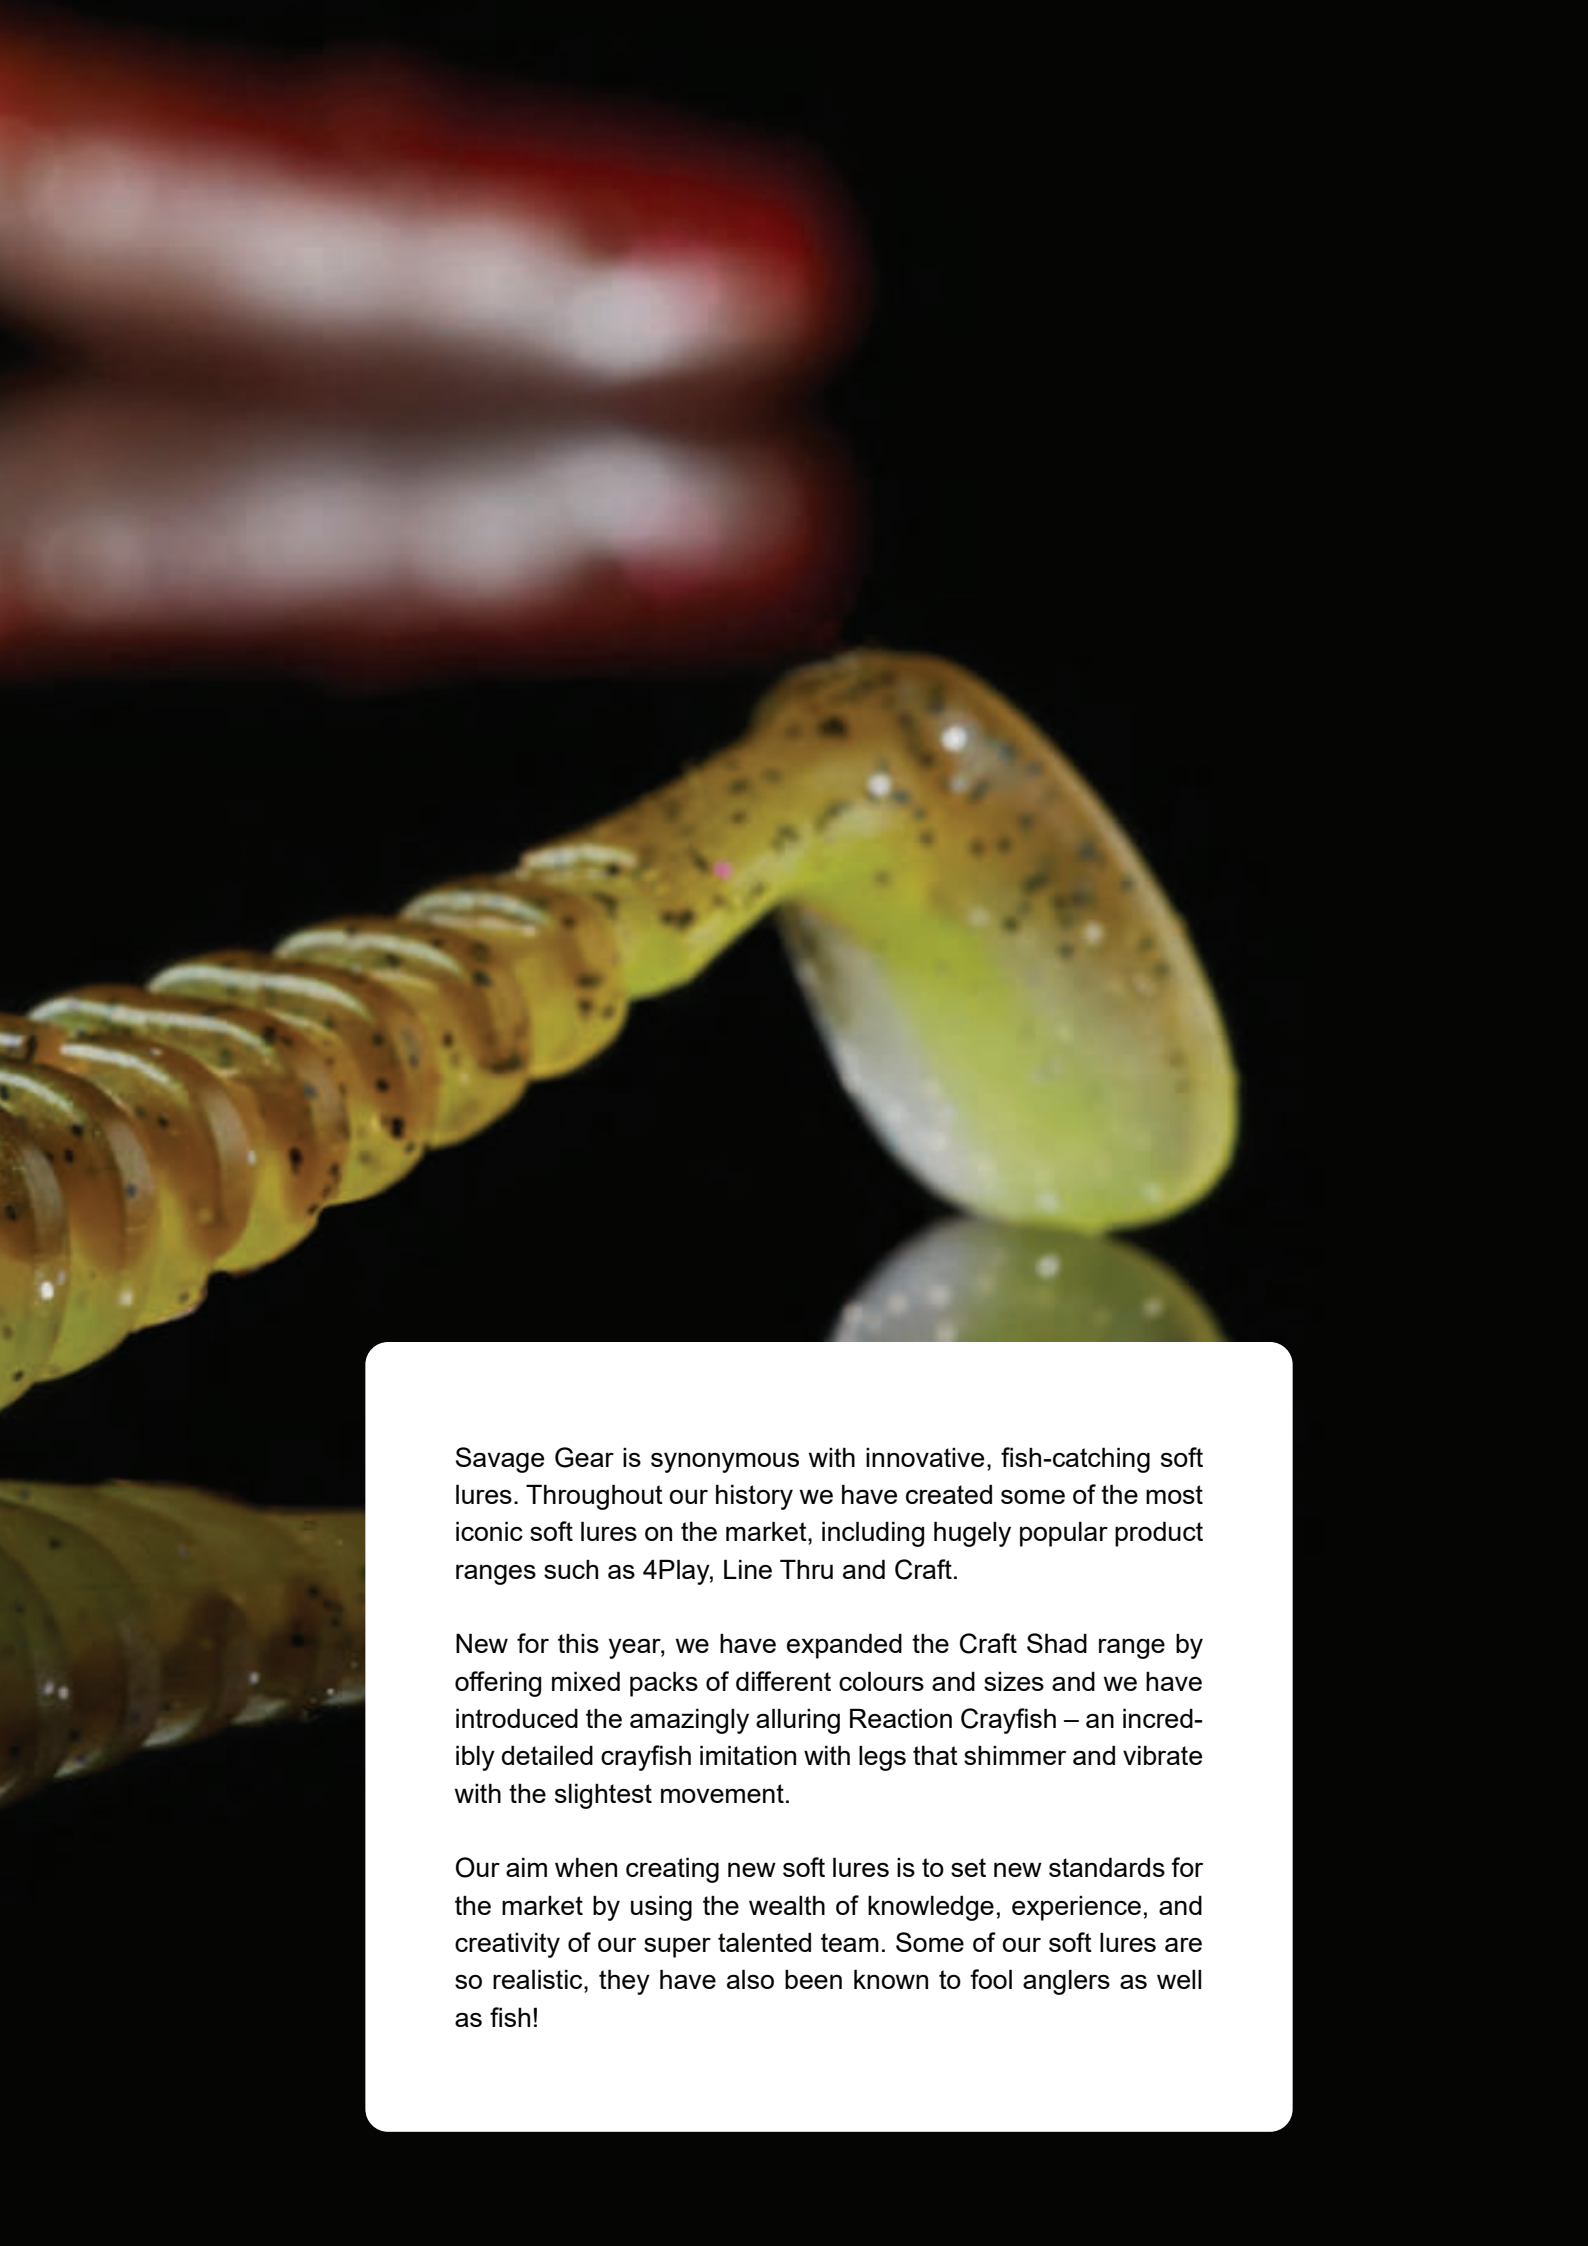 Savage Gear is synonymous with innovative, fish-catching soft
lures. Throughout our history we have created some of the most
iconic soft lures on the market, including hugely popular product
ranges such as 4Play, Line Thru and Craft.
New for this year, we have expanded the Craft Shad range by
offering mixed packs of different colours and sizes and we have
introduced the amazingly alluring Reaction Crayfish – an incred-
ibly detailed crayfish imitation with legs that shimmer and vibrate
with the slightest movement.
Our aim when creating new soft lures is to set new standards for
the market by using the wealth of knowledge, experience, and
creativity of our super talented team. Some of our soft lures are
so realistic, they have also been known to fool anglers as well
as fish!